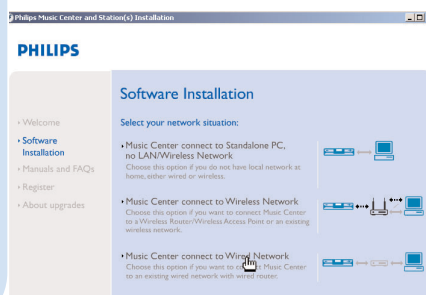 Philips Music Center and Station(s) Installation
PHILIPS
Software Installation
Welcome
Software
Installation
Manuals and FAQs
Register
About upgrades
Select your network situation:
Music Center connect to Standalone PC,
no LAN/Wireless Network
Choose this option if you do not have local network at
home, either wired or wireless.
Music Center connect to Wireless Network
Choose this option if you want to connect Music Center
to a Wireless Router/Wireless Access Point or an existing
wireless network.
Music Center connect to Wired Network
Choose this option if you want to connect Music Center
to an existing wired network with wired router.